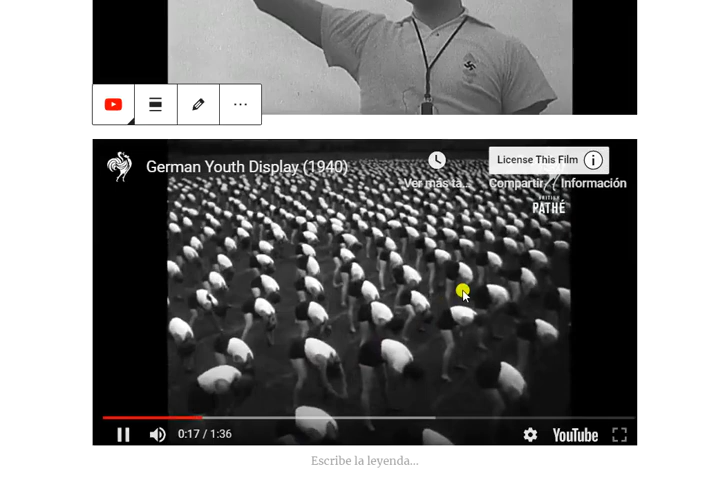 German Youth Display (1940)
License This Film
Ver más ta...
Compartir
Información
BRITISH
PATHÉ
0:17 / 1:36
YouTube
Escribe la leyenda...